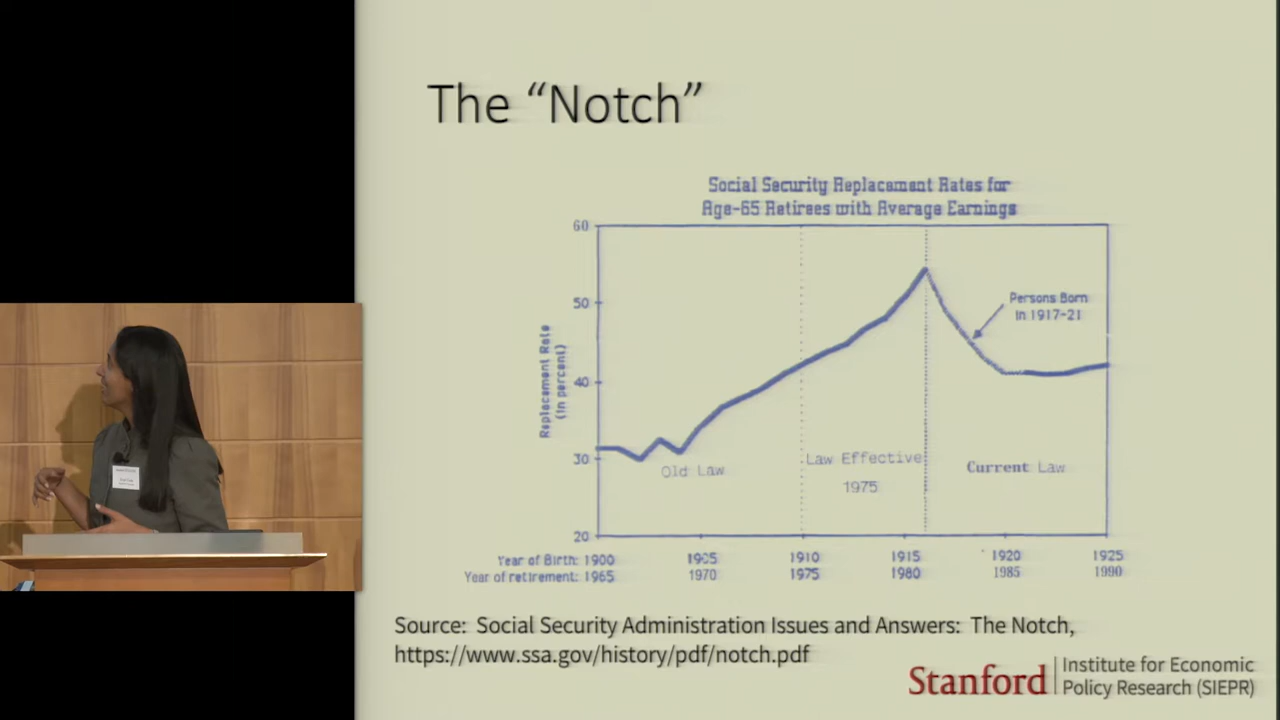 The “Notch”
Social Security Replacement Rates for
Age-65 Retirees with Average Earnings
60
50
40
30
20
Replacement Rate
(in percent)
Persons Born
in 1917-21
Old Law
Law Effective
1975
Current Law
Year of Birth: 1900 1905 1910 1915 1920 1925
Year of retirement: 1965 1970 1975 1980 1985 1990
Source: Social Security Administration Issues and Answers: The Notch,
https://www.ssa.gov/history/pdf/notch.pdf
Stanford
Institute for Economic
Policy Research (SIEPR)